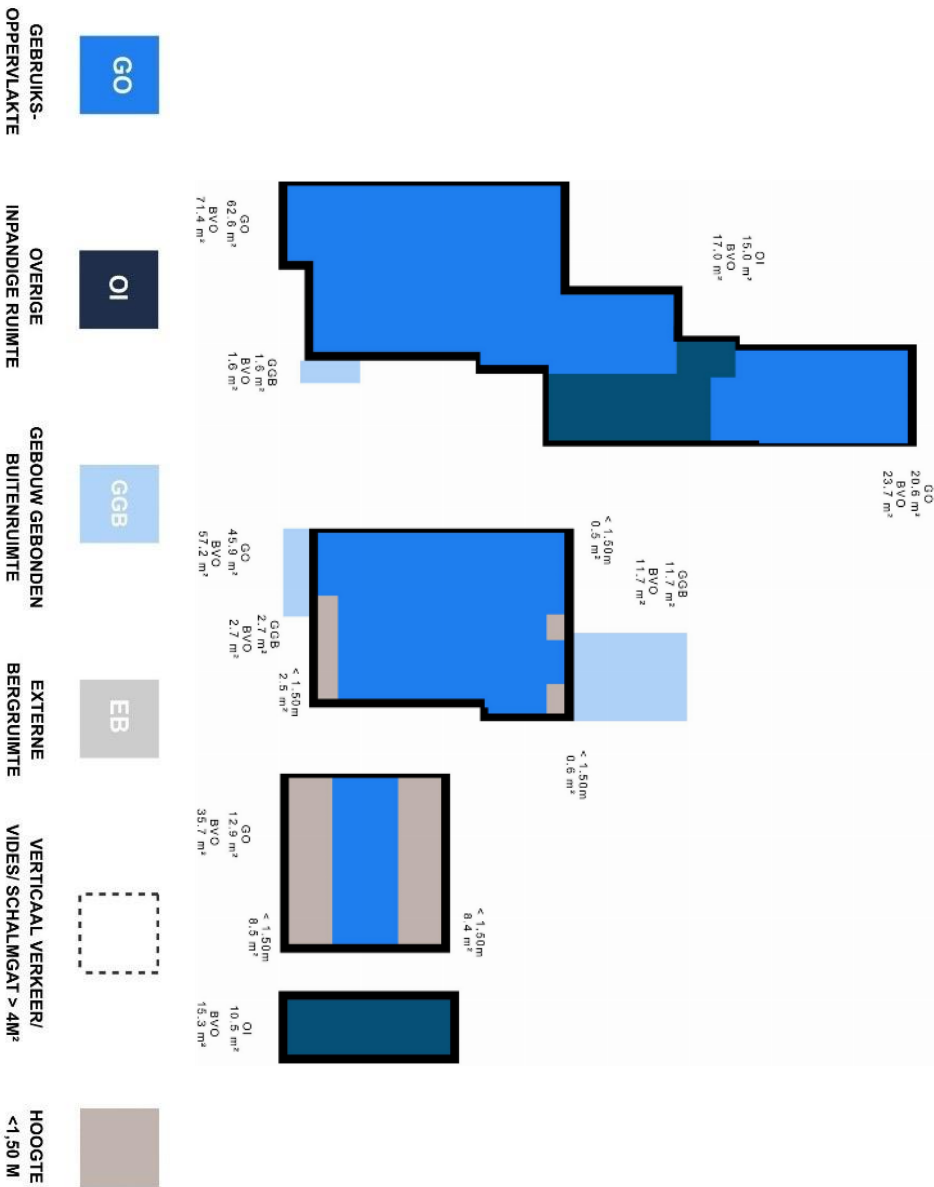 OI
15.0 m²
BVO
17.0 m²
GO
20.6 m²
BVO
23.7 m²
GO
62.6 m²
BVO
71.4 m²
GGB
1.6 m²
BVO
1.6 m²
GGB
11.7 m²
BVO
11.7 m²
< 1.50m
0.5 m²
< 1.50m
0.6 m²
GO
45.9 m²
BVO
57.2 m²
GGB
2.7 m²
BVO
2.7 m²
< 1.50m
2.5 m²
< 1.50m
8.4 m²
GO
12.9 m²
BVO
35.7 m²
< 1.50m
8.5 m²
OI
10.5 m²
BVO
15.3 m²
GO
OI
GGB
EB
GEBRUIKS-
OPPERVLAKTE
OVERIGE
INPANDIGE RUIMTE
GEBOUW GEBONDEN
BUITENRUIMTE
EXTERNE
BERGRUIMTE
VERTICAAL VERKEER/
VIDES/ SCHALMGAT > 4M²
HOOGTE
<1,50 M